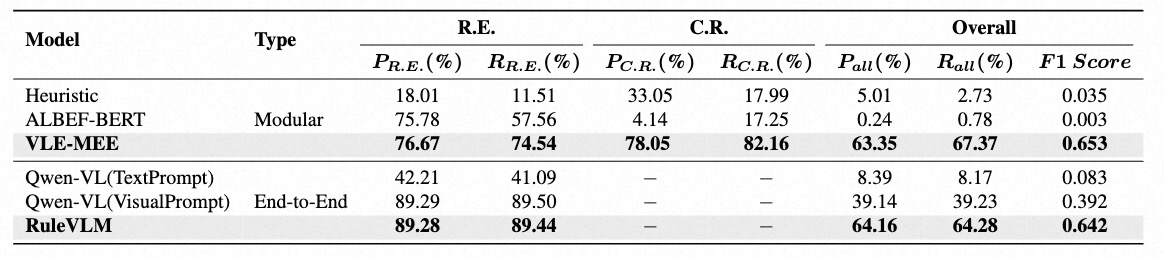 Model Type R.E. C.R. Overall
P_{R.E.}(%) R_{R.E.}(%) P_{C.R.}(%) R_{C.R.}(%) P_{all}(%) R_{all}(%) F1 Score
Heuristic 18.01 11.51 33.05 17.99 5.01 2.73 0.035
ALBEF-BERT Modular 75.78 57.56 4.14 17.25 0.24 0.78 0.003
VLE-MEE 76.67 74.54 78.05 82.16 63.35 67.37 0.653
Qwen-VL(TextPrompt) 42.21 41.09 – – 8.39 8.17 0.083
Qwen-VL(VisualPrompt) End-to-End 89.29 89.50 – – 39.14 39.23 0.392
RuleVLM 89.28 89.44 – – 64.16 64.28 0.642